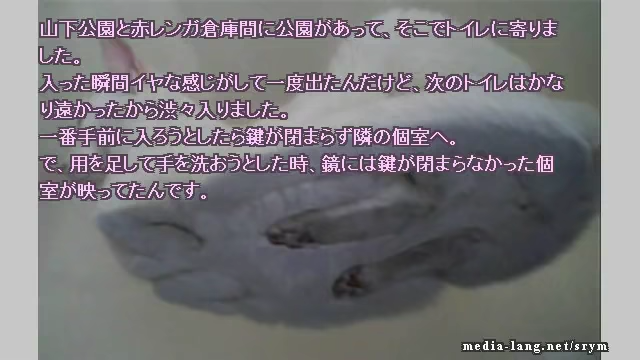 山下公園と赤レンガ倉庫間に公園があって、そこでトイレに寄りま
した。
入った瞬間イヤな感じがして一度出たんだけど、次のトイレはかな
り遠かったから渋々入りました。
一番手前に入ろうとしたら鍵が閉まらず隣の個室へ。
で、用を足して手を洗おうとした時、鏡には鍵が閉まらなかった個
室が映ってたんです。
media-lang.net/srym